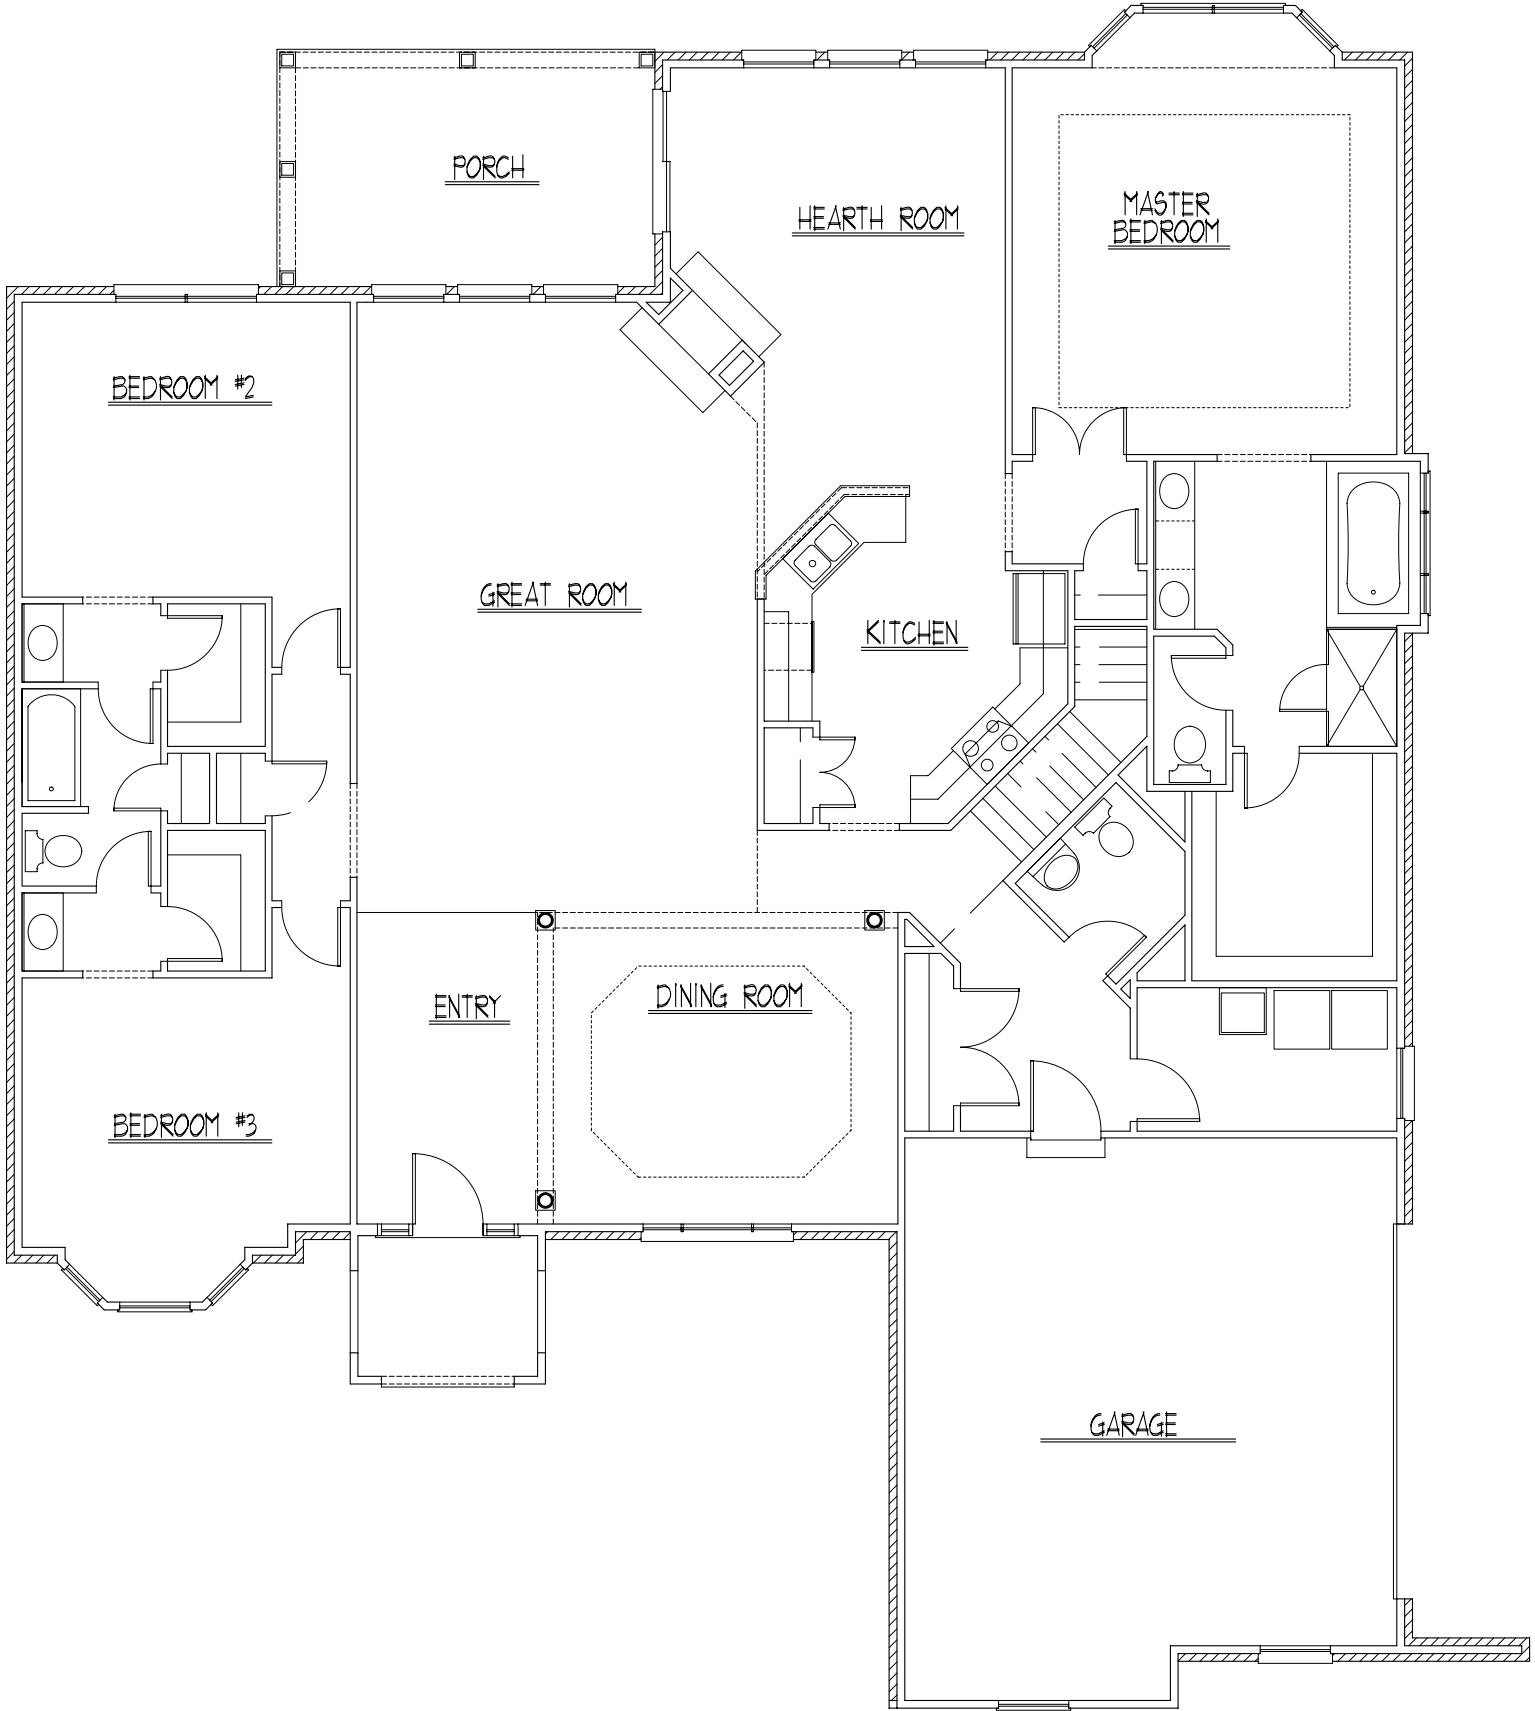 PORCH
HEARTH ROOM
MASTER
BEDROOM
BEDROOM #2
GREAT ROOM
KITCHEN
ENTRY
DINING ROOM
BEDROOM #3
GARAGE